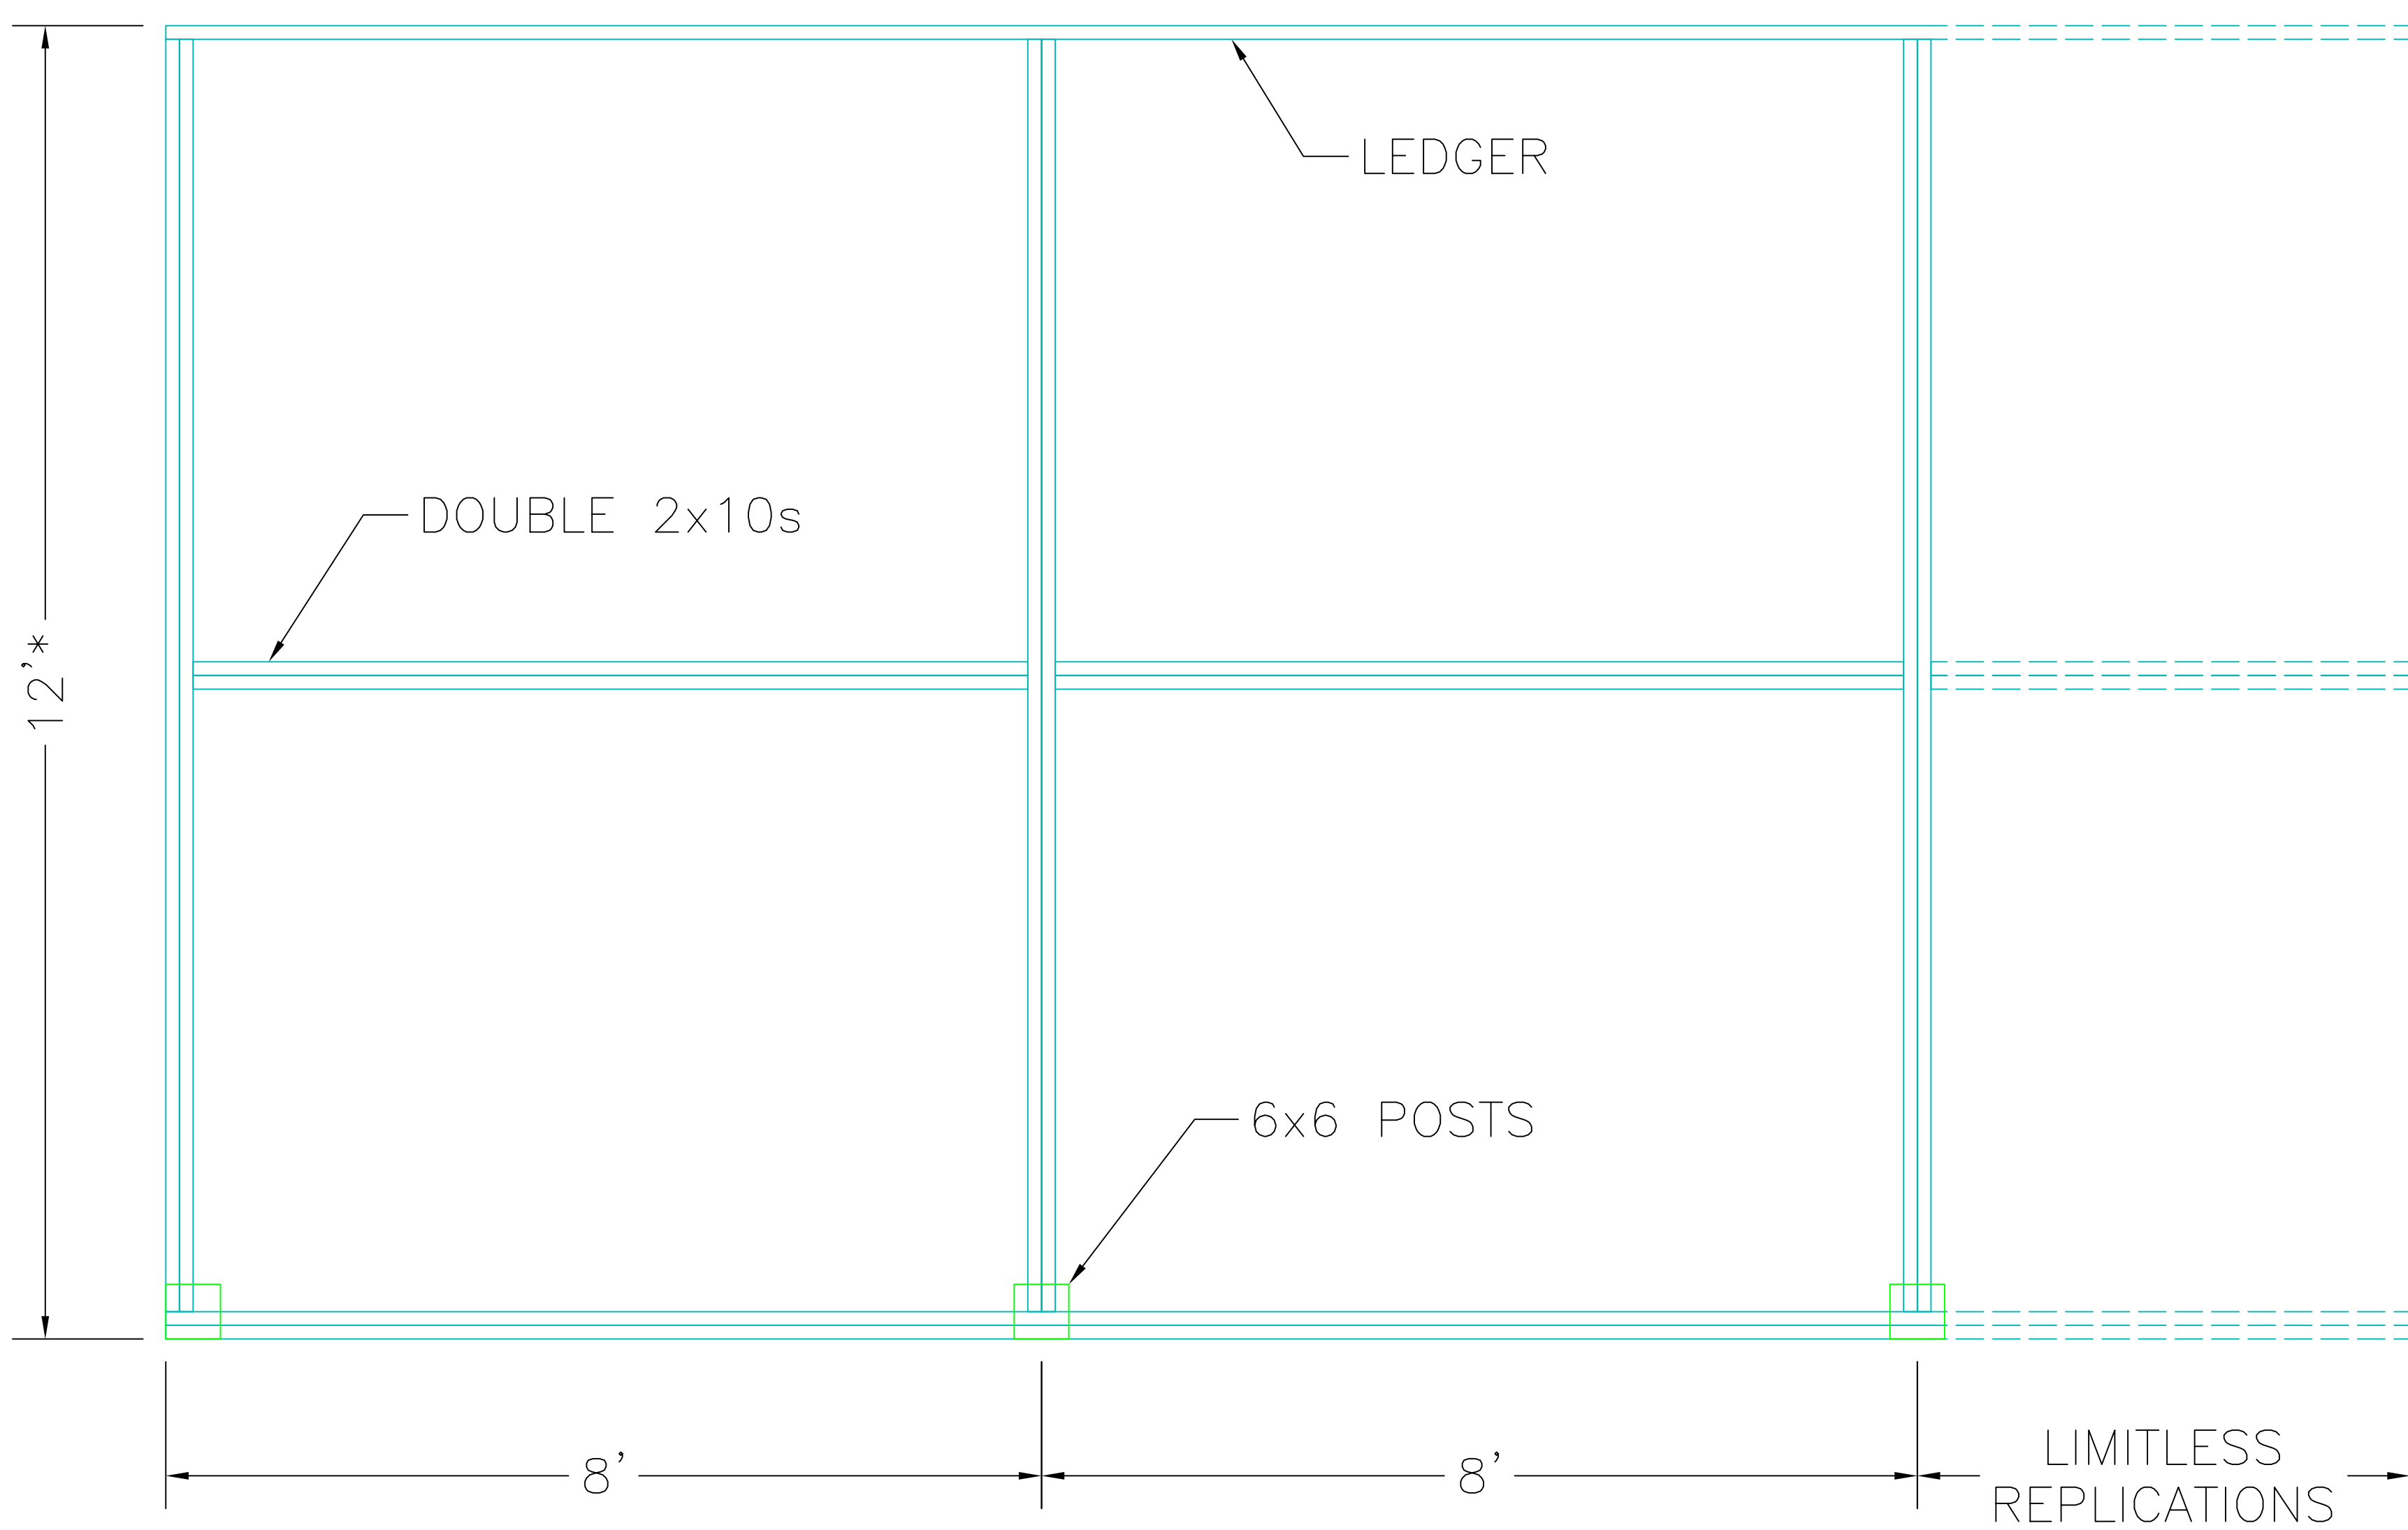 LEDGER
DOUBLE 2x10s
12'*
6x6 POSTS
8'
8'
LIMITLESS
REPLICATIONS